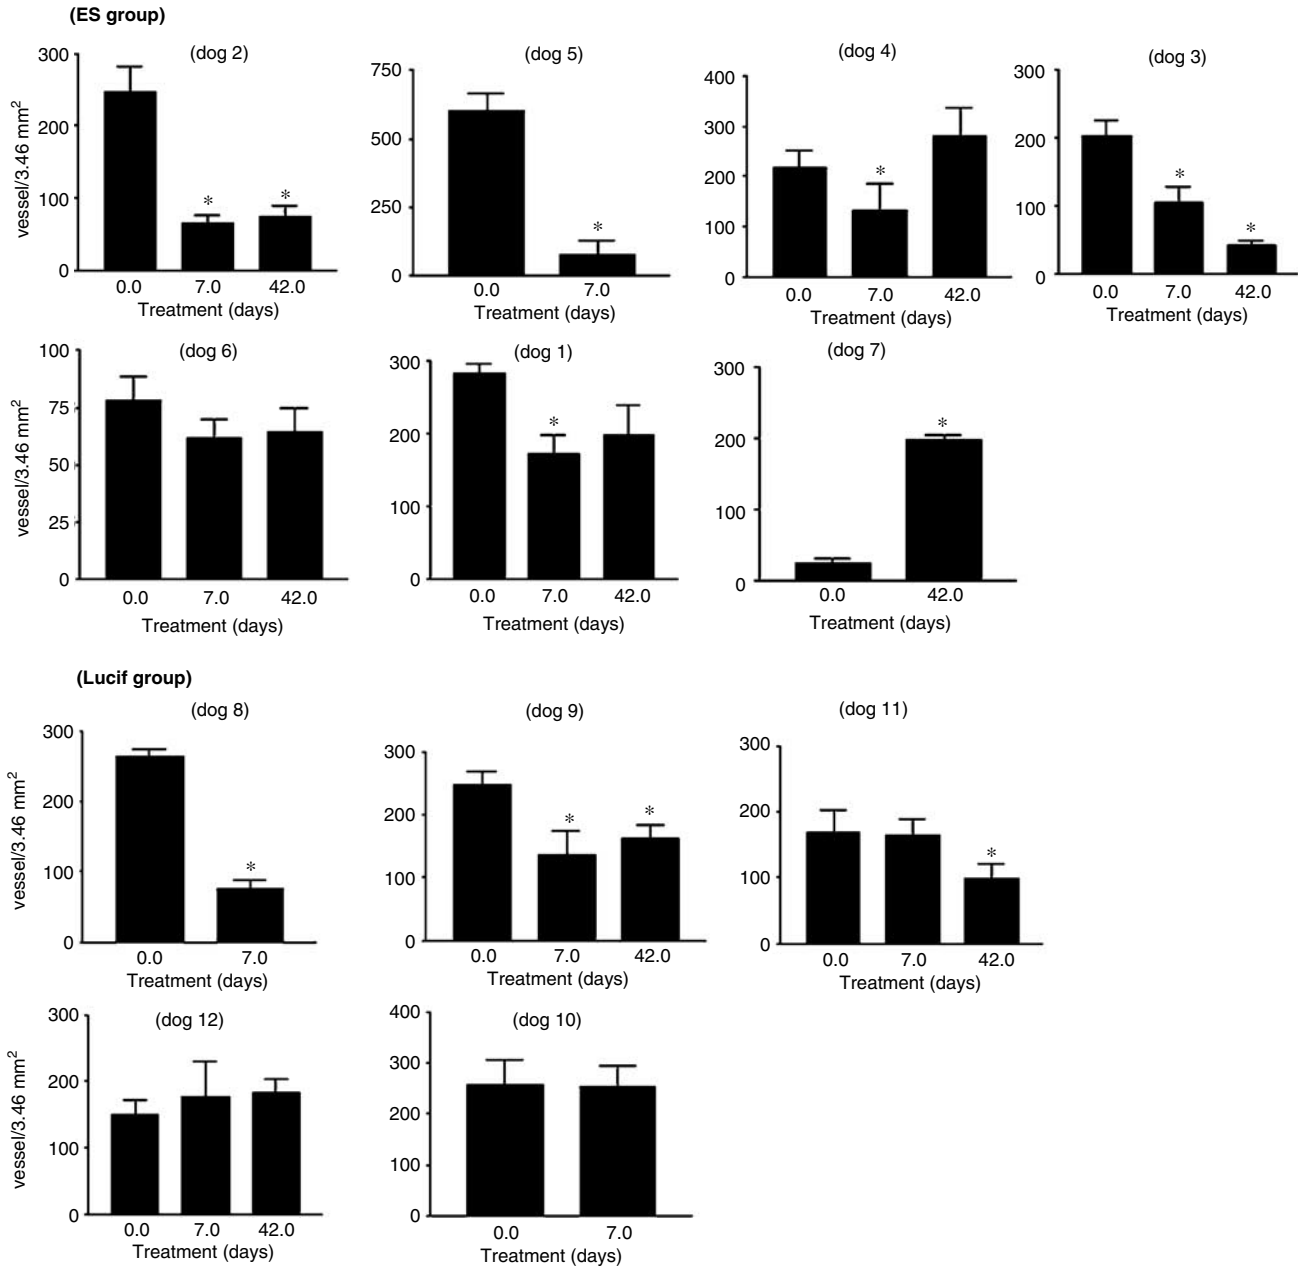 (ES group)
(dog 2)
300
200
100
0
vessel/3.46 mm²
0.0 7.0 42.0
Treatment (days)
(dog 5)
750
500
250
0
0.0 7.0
Treatment (days)
(dog 4)
400
300
200
100
0
0.0 7.0 42.0
Treatment (days)
(dog 3)
300
200
100
0
0.0 7.0 42.0
Treatment (days)
(dog 6)
100
75
50
25
0
vessel/3.46 mm²
0.0 7.0 42.0
Treatment (days)
(dog 1)
300
200
100
0
0.0 7.0 42.0
Treatment (days)
(dog 7)
300
200
100
0
0.0 42.0
Treatment (days)
(Lucif group)
(dog 8)
300
200
100
0
vessel/3.46 mm²
0.0 7.0
Treatment (days)
(dog 9)
300
200
100
0
0.0 7.0 42.0
Treatment (days)
(dog 11)
300
200
100
0
0.0 7.0 42.0
Treatment (days)
(dog 12)
300
200
100
0
vessel/3.46 mm²
0.0 7.0 42.0
Treatment (days)
(dog 10)
400
300
200
100
0
0.0 7.0
Treatment (days)